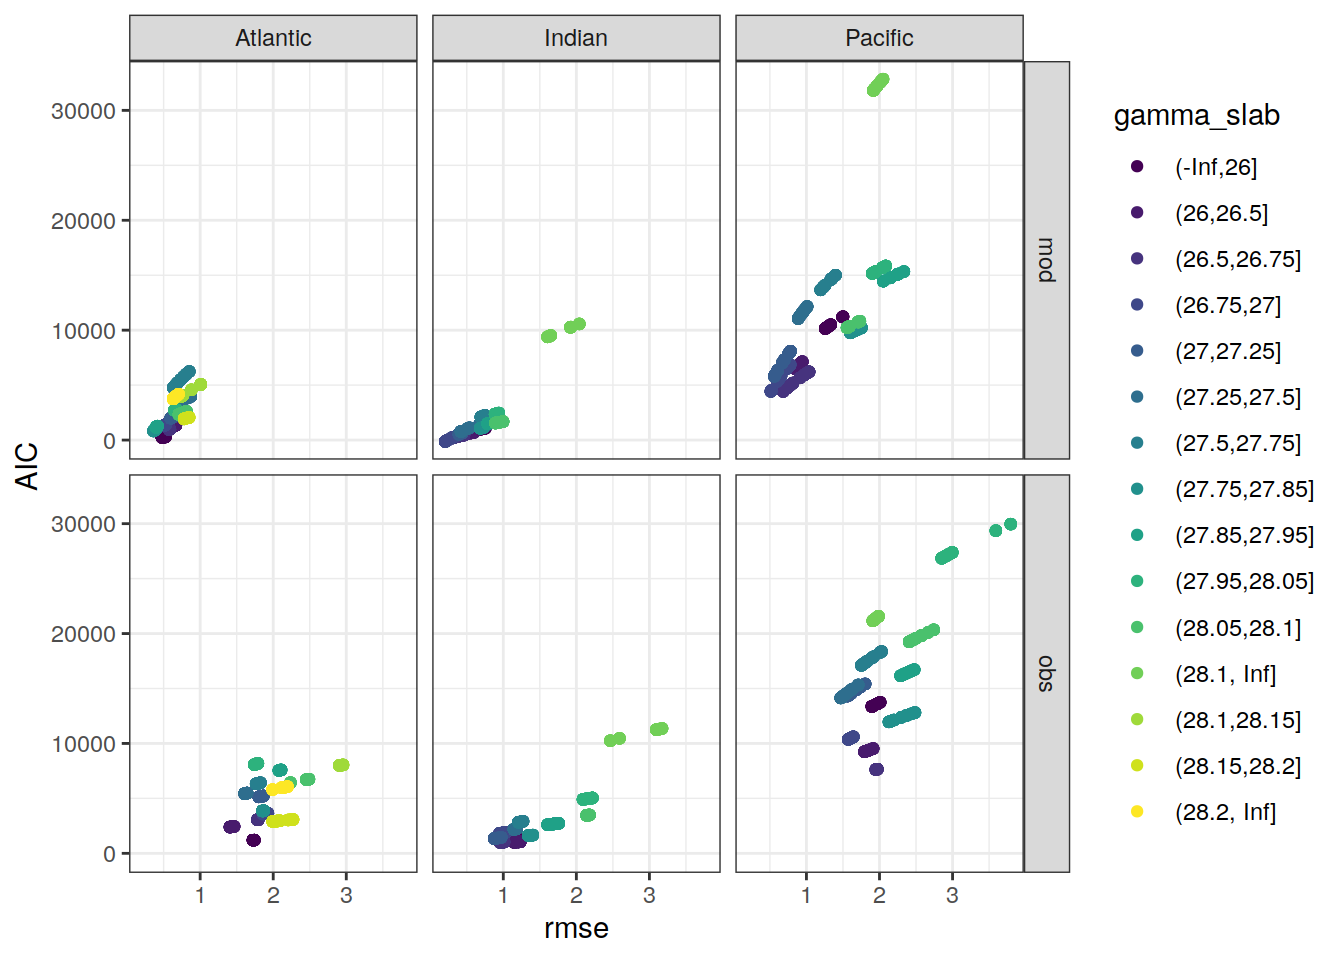 Atlantic
Indian
Pacific
30000
20000
10000
0
mod
30000
20000
10000
0
obs
AIC
1
2
3
1
2
3
1
2
3
rmse
gamma_slab
(-Inf,26]
(26,26.5]
(26.5,26.75]
(26.75,27]
(27,27.25]
(27.25,27.5]
(27.5,27.75]
(27.75,27.85]
(27.85,27.95]
(27.95,28.05]
(28.05,28.1]
(28.1, Inf]
(28.1,28.15]
(28.15,28.2]
(28.2, Inf]